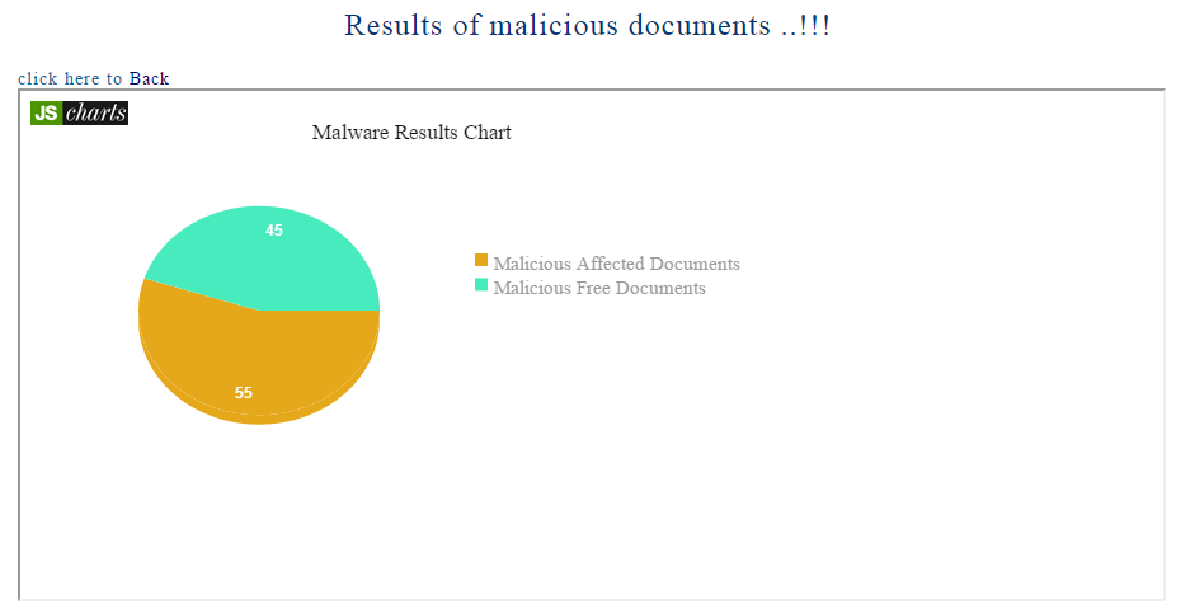 Results of malicious documents ..!!!
click here to Back
JS charts
Malware Results Chart
45
Malicious Affected Documents
Malicious Free Documents
55